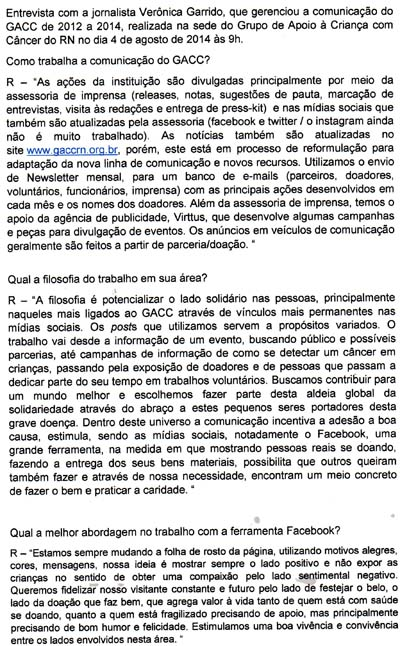 Entrevista com a jornalista Verônica Garrido, que gerenciou a comunicação do
GACC de 2012 a 2014, realizada na sede do Grupo de Apoio à Criança com
Câncer do RN no dia 4 de agosto de 2014 às 9h.
Como trabalha a comunicação do GACC?
R – “As ações da instituição são divulgadas principalmente por meio da
assessoria de imprensa (releases, notas, sugestões de pauta, marcação de
entrevistas, visita às redações e entrega de press-kit) e nas mídias sociais que
também são atualizadas pela assessoria (facebook e twitter / o instagram ainda
não é muito trabalhado). As notícias também são atualizadas no
site www.gaccrn.org.br, porém, este está em processo de reformulação para
adaptação da nova linha de comunicação e novos recursos. Utilizamos o envio
de Newsletter mensal, para um banco de e-mails (parceiros, doadores,
voluntários, funcionários, imprensa) com as principais ações desenvolvidos em
cada mês e os nomes dos doadores. Além da assessoria de imprensa, temos o
apoio da agência de publicidade, Virttus, que desenvolve algumas campanhas
e peças para divulgação de eventos. Os anúncios em veículos de comunicação
geralmente são feitos a partir de parceria/doação. “
Qual a filosofia do trabalho em sua área?
R – “A filosofia é potencializar o lado solidário nas pessoas, principalmente
naqueles mais ligados ao GACC através de vínculos mais permanentes nas
mídias sociais. Os posts que utilizamos servem a propósitos variados. O
trabalho vai desde a informação de um evento, buscando público e possíveis
parcerias, até campanhas de informação de como se detectar um câncer em
crianças, passando pela exposição de doadores e de pessoas que passam a
dedicar parte do seu tempo em trabalhos voluntários. Buscamos contribuir para
um mundo melhor e escolhemos fazer parte desta aldeia global da
solidariedade através do abraço a estes pequenos seres portadores desta
grave doença. Dentro deste universo a comunicação incentiva a adesão a boa
causa, estimula, sendo as mídias sociais, notadamente o Facebook, uma
grande ferramenta, na medida em que mostrando pessoas reais se doando,
fazendo a entrega dos seus bens materiais, possibilita que outros queiram
também fazer e através de nossa necessidade, encontram um meio concreto
de fazer o bem e praticar a caridade. “
Qual a melhor abordagem no trabalho com a ferramenta Facebook?
R – “Estamos sempre mudando a folha de rosto da página, utilizando motivos alegres,
cores, mensagens, nossa ideia é mostrar sempre o lado positivo e não expor as
crianças no sentido de obter uma compaixão pelo lado sentimental negativo.
Queremos fidelizar nosso visitante constante e futuro pelo lado de festejar o belo, o
lado da doação que faz bem, que agrega valor à vida tanto de quem está com saúde
se doando, quanto a quem está fragilizado precisando de apoio, mas principalmente
precisando de bom humor e felicidade. Estimulamos uma boa vivência e convivência
entre os lados envolvidos nesta área. “